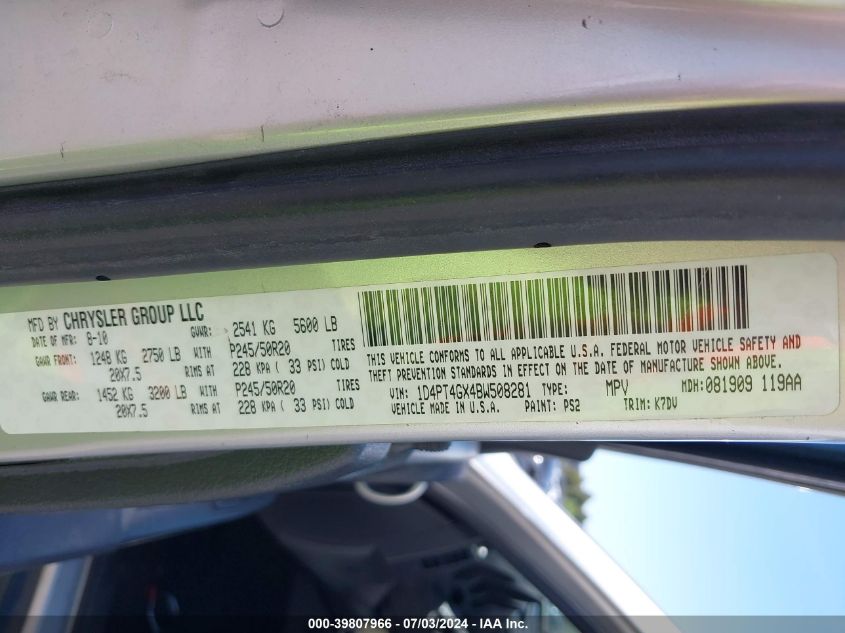 MFD BY CHRYSLER GROUP LLC
DATE OF MFR: 8-10 GVWR: 2541 KG 5600 LB
GAWR FRONT: 1248 KG 2750 LB WITH P245/50R20 TIRES
20X7.5 RIMS AT 228 KPA ( 33 PSI) COLD
GAWR REAR: 1452 KG 3200 LB WITH P245/50R20 TIRES
20X7.5 RIMS AT 228 KPA ( 33 PSI) COLD
THIS VEHICLE CONFORMS TO ALL APPLICABLE U.S.A. FEDERAL MOTOR VEHICLE SAFETY AND
THEFT PREVENTION STANDARDS IN EFFECT ON THE DATE OF MANUFACTURE SHOWN ABOVE.
VIN: 1D4PT4GX4BW508281 TYPE: MPV MDH: 081909 119AA
VEHICLE MADE IN U.S.A. PAINT: PS2 TRIM: K7DV
000-39807966 - 07/03/2024 - IAA Inc.